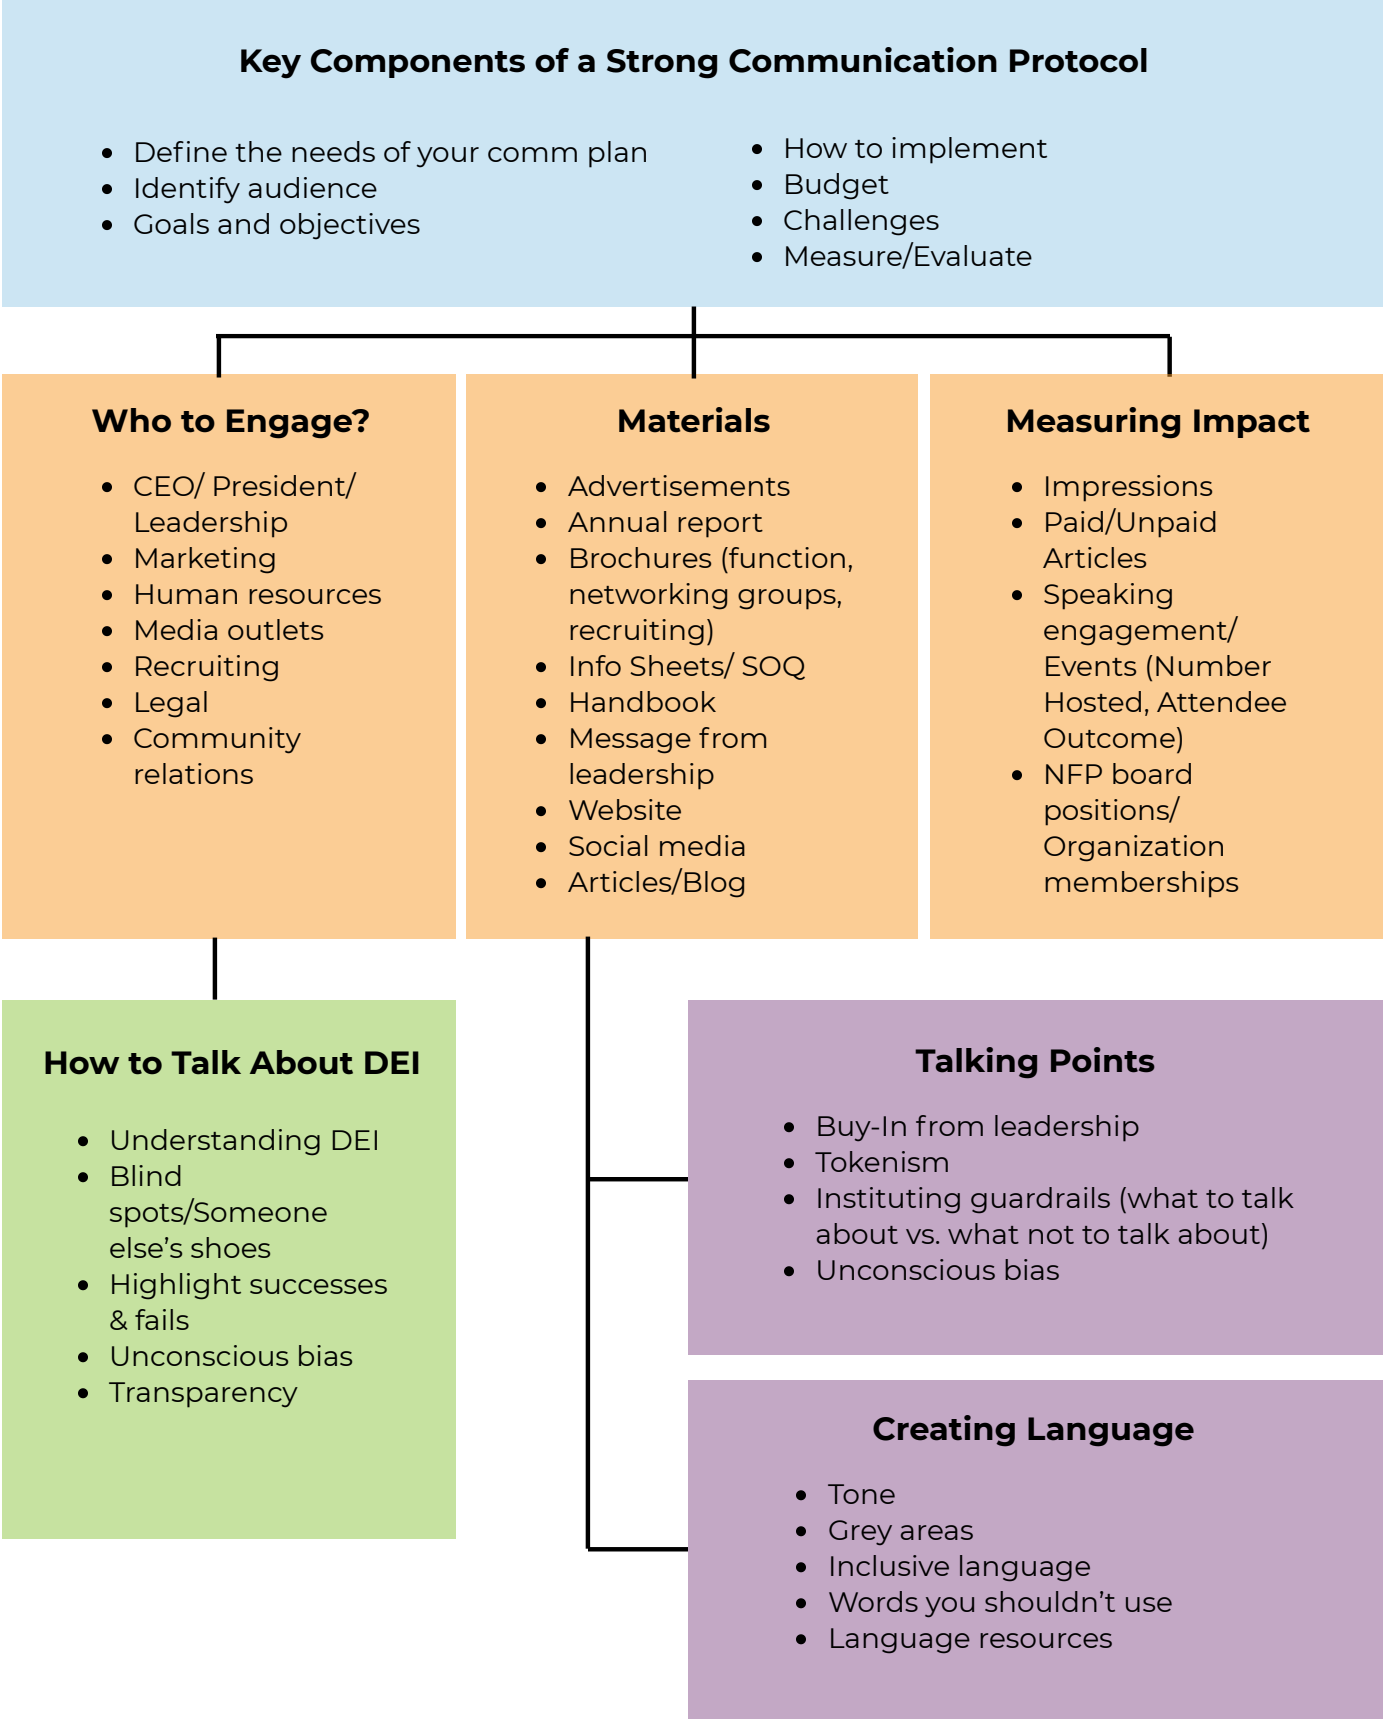 Key Components of a Strong Communication Protocol
• Define the needs of your comm plan
• Identify audience
• Goals and objectives
• How to implement
• Budget
• Challenges
• Measure/Evaluate
Who to Engage?
• CEO/ President/
Leadership
• Marketing
• Human resources
• Media outlets
• Recruiting
• Legal
• Community
relations
Materials
• Advertisements
• Annual report
• Brochures (function,
networking groups,
recruiting)
• Info Sheets/ SOQ
• Handbook
• Message from
leadership
• Website
• Social media
• Articles/Blog
Measuring Impact
• Impressions
• Paid/Unpaid
Articles
• Speaking
engagement/
Events (Number
Hosted, Attendee
Outcome)
• NFP board
positions/
Organization
memberships
How to Talk About DEI
• Understanding DEI
• Blind
spots/Someone
else’s shoes
• Highlight successes
& fails
• Unconscious bias
• Transparency
Talking Points
• Buy-In from leadership
• Tokenism
• Instituting guardrails (what to talk
about vs. what not to talk about)
• Unconscious bias
Creating Language
• Tone
• Grey areas
• Inclusive language
• Words you shouldn’t use
• Language resources